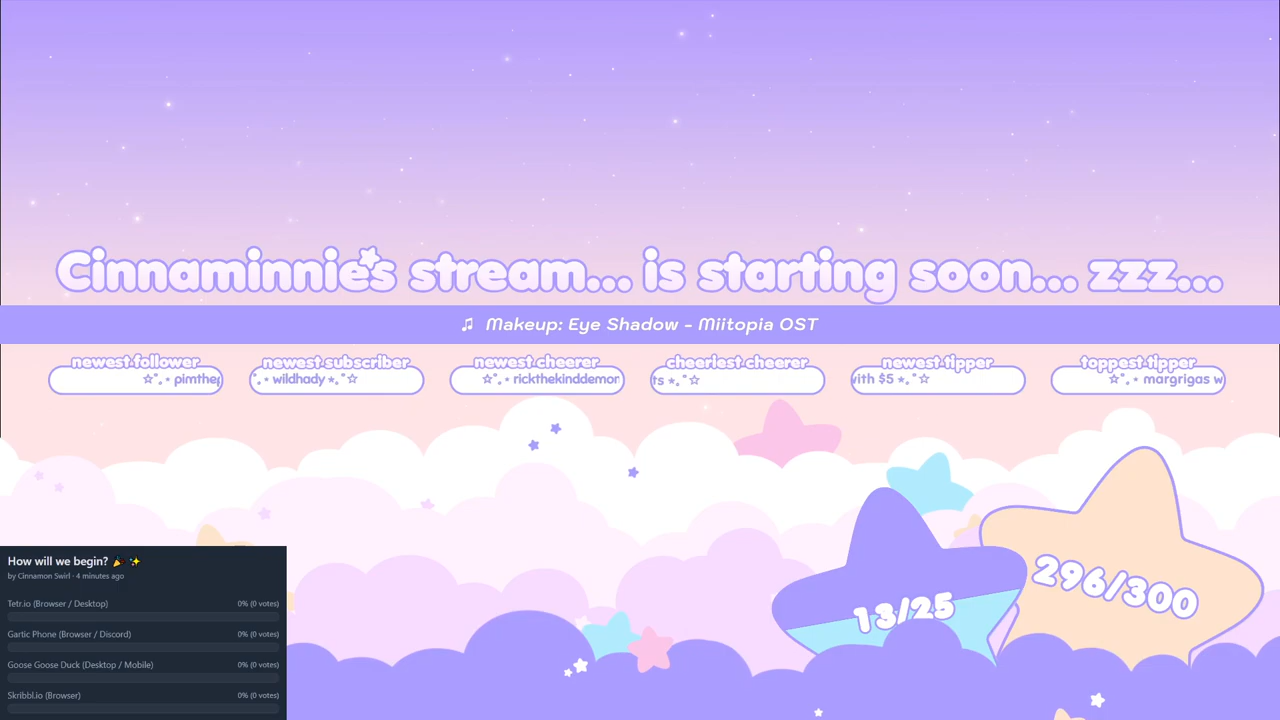 Cinnaminnie's stream... is starting soon... zzz...
♫ Makeup: Eye Shadow - Miitopia OST
newest follower
newest subscriber
newest cheerer
cheeriest cheerer
newest tipper
toppest tipper
☆*｡⋆ pimthe
｡⋆ wildhady ⋆｡*☆
☆*｡⋆ rickthekinddemon
ts ⋆｡*☆
with $5 ⋆｡*☆
☆*｡⋆ margrigas w
296/300
13/25
How will we begin? 🎉 ✨
by Cinnamon Swirl · 4 minutes ago
Tetr.io (Browser / Desktop) 0% (0 votes)
Gartic Phone (Browser / Discord) 0% (0 votes)
Goose Goose Duck (Desktop / Mobile) 0% (0 votes)
Skribbl.io (Browser) 0% (0 votes)